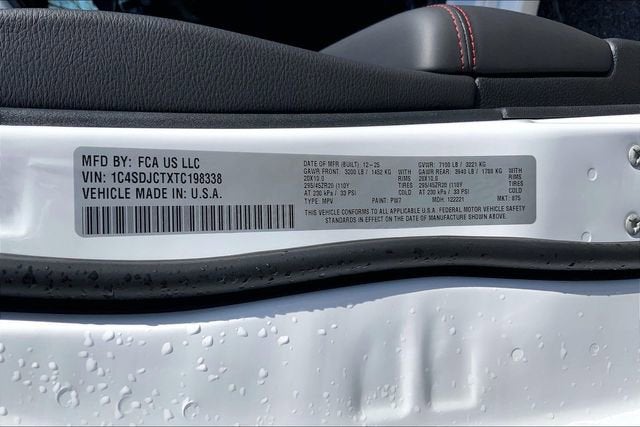 MFD BY: FCA US LLC
VIN: 1C4SDJCTXTC198338
VEHICLE MADE IN U.S.A.
DATE OF MFR (BUILT): 12-25 GVWR: 7100 LB / 3221 KG
GAWR FRONT: 3200 LB / 1452 KG WITH GAWR REAR: 3940 LB / 1788 KG WITH
20X10.0 RIMS 20X10.0 RIMS
295/45ZR20 (110Y) TIRES 295/45ZR20 (110Y) TIRES
AT 230 kPa / 33 PSI COLD AT 230 kPa / 33 PSI COLD
TYPE: MPV PAINT: PW7 MDH: 122221 MKT: 875
THIS VEHICLE CONFORMS TO ALL APPLICABLE U.S.A. FEDERAL MOTOR VEHICLE SAFETY
STANDARDS IN EFFECT ON THE DATE OF MANUFACTURE SHOWN ABOVE.